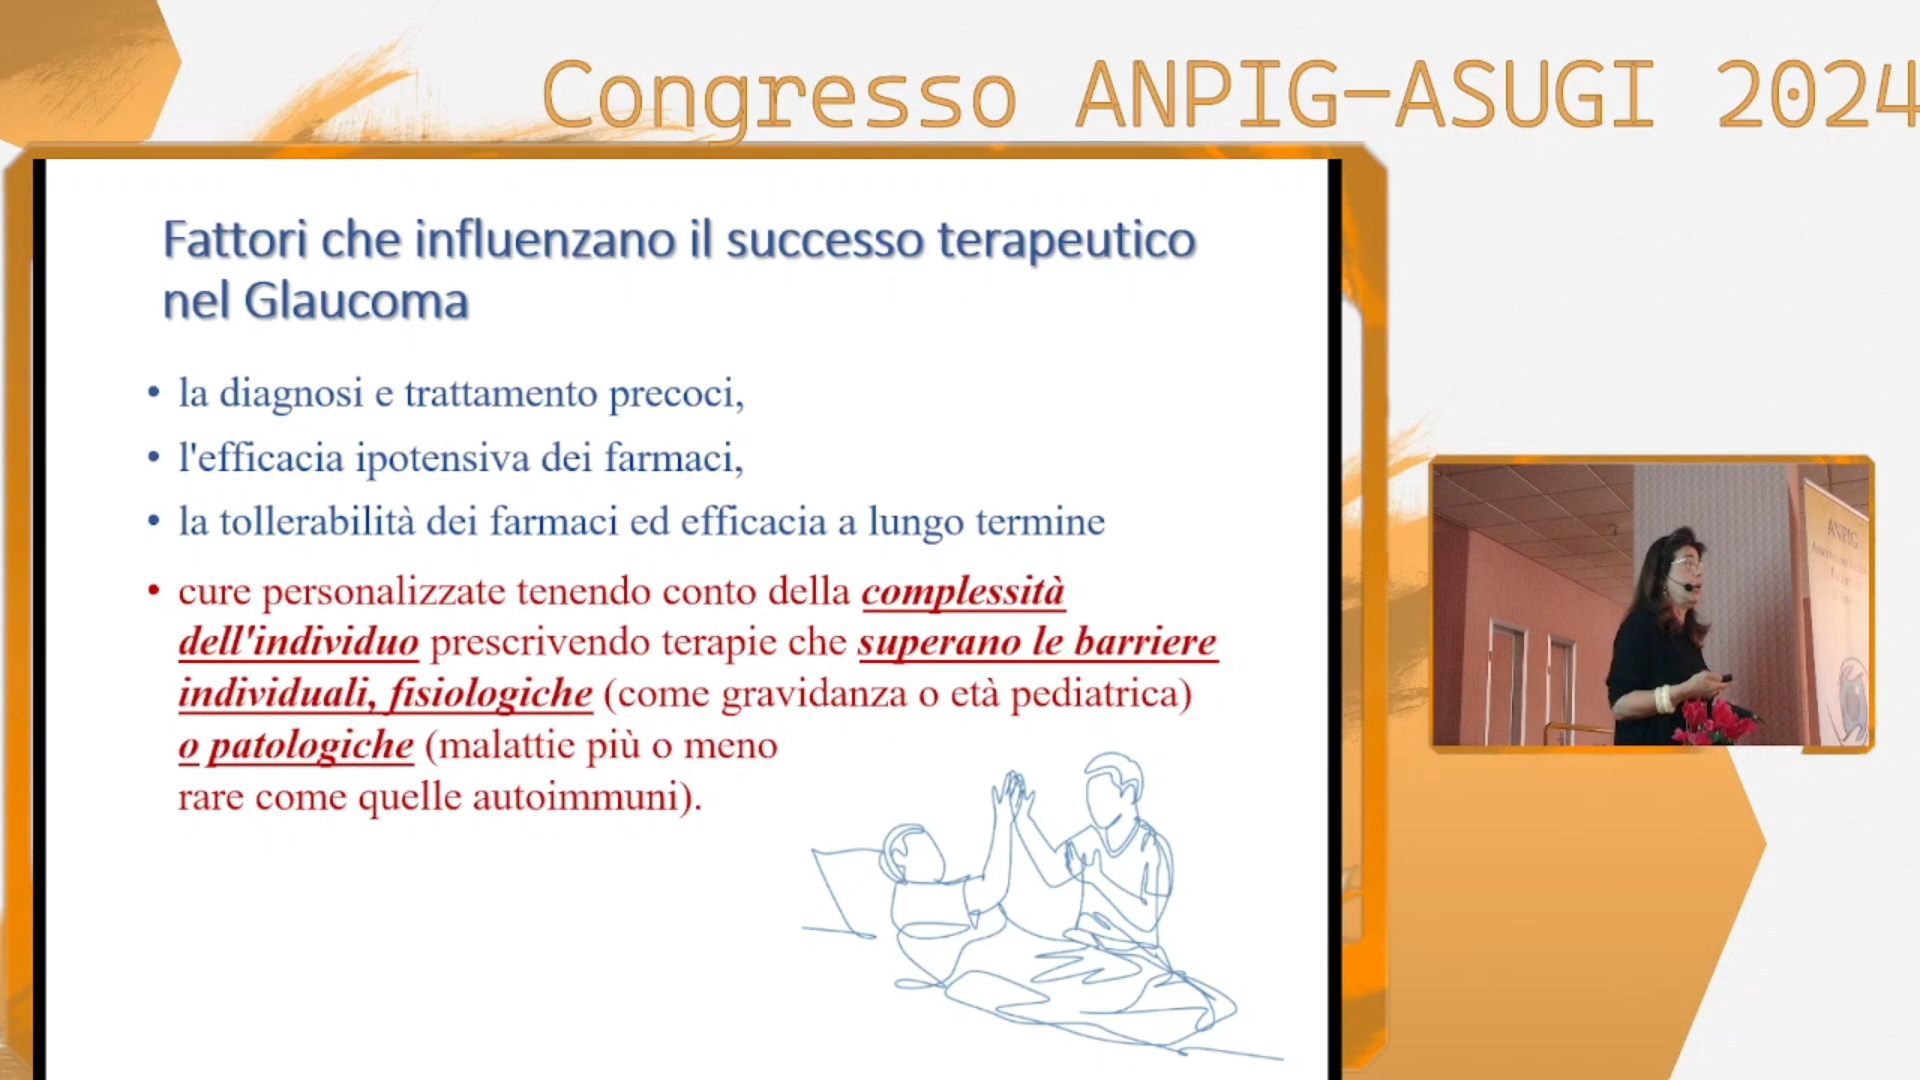 Congresso ANPIG-ASUGI 2024
Fattori che influenzano il successo terapeutico
nel Glaucoma
• la diagnosi e trattamento precoci,
• l'efficacia ipotensiva dei farmaci,
• la tollerabilità dei farmaci ed efficacia a lungo termine
• cure personalizzate tenendo conto della complessità
dell'individuo prescrivendo terapie che superano le barriere
individuali, fisiologiche (come gravidanza o età pediatrica)
o patologiche (malattie più o meno
rare come quelle autoimmuni).
ANPIG